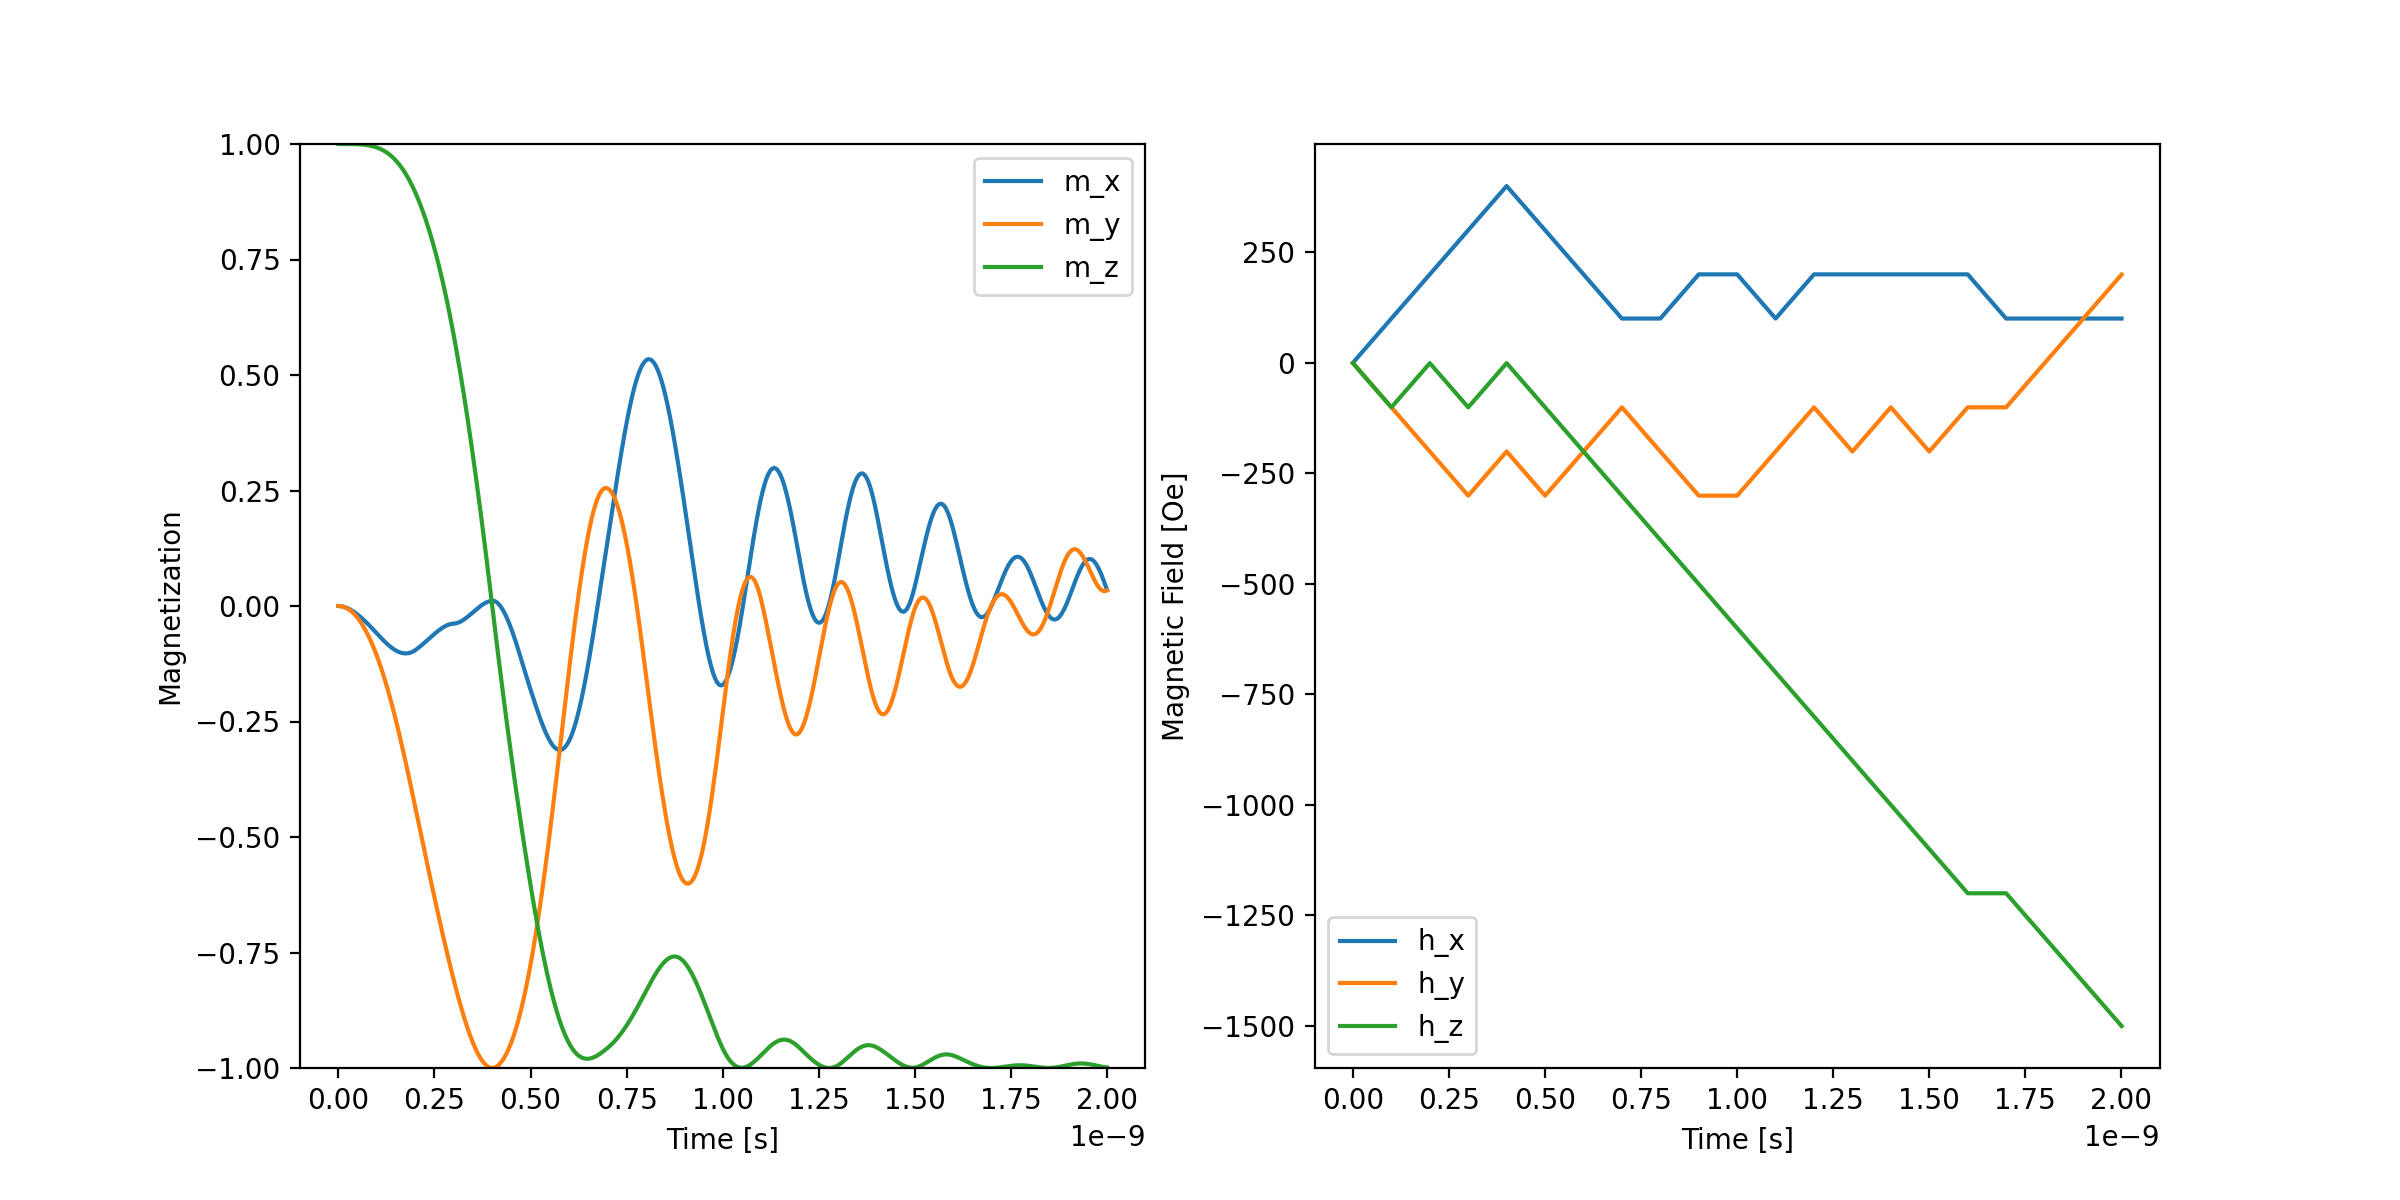 Magnetization
1.00
0.75
0.50
0.25
0.00
−0.25
−0.50
−0.75
−1.00
0.00 0.25 0.50 0.75 1.00 1.25 1.50 1.75 2.00
Time [s]
1e−9
m_x
m_y
m_z
Magnetic Field [Oe]
250
0
−250
−500
−750
−1000
−1250
−1500
0.00 0.25 0.50 0.75 1.00 1.25 1.50 1.75 2.00
Time [s]
1e−9
h_x
h_y
h_z